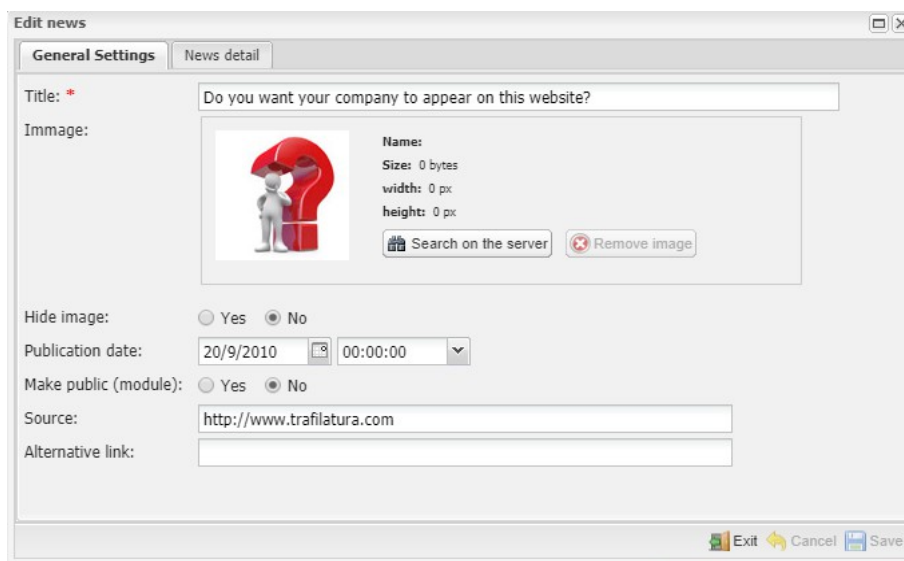 Edit news
General Settings News detail
Title: * Do you want your company to appear on this website?
Immage:
Name:
Size: 0 bytes
width: 0 px
height: 0 px
Search on the server Remove image
Hide image: Yes No
Publication date: 20/9/2010 00:00:00
Make public (module): Yes No
Source: http://www.trafilatura.com
Alternative link:
Exit Cancel Save